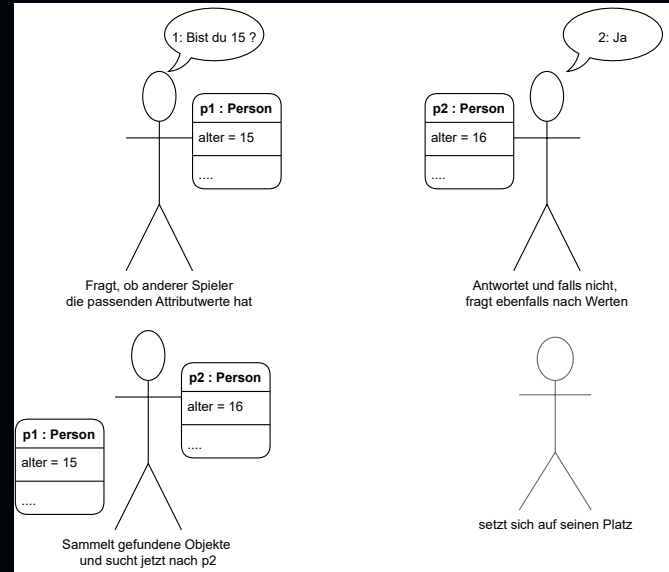 1: Bist du 15 ?
p1 : Person
alter = 15
....
Fragt, ob anderer Spieler
die passenden Attributwerte hat
2: Ja
p2 : Person
alter = 16
....
Antwortet und falls nicht,
fragt ebenfalls nach Werten
p2 : Person
alter = 16
....
p1 : Person
alter = 15
....
Sammelt gefundene Objekte
und sucht jetzt nach p2
setzt sich auf seinen Platz